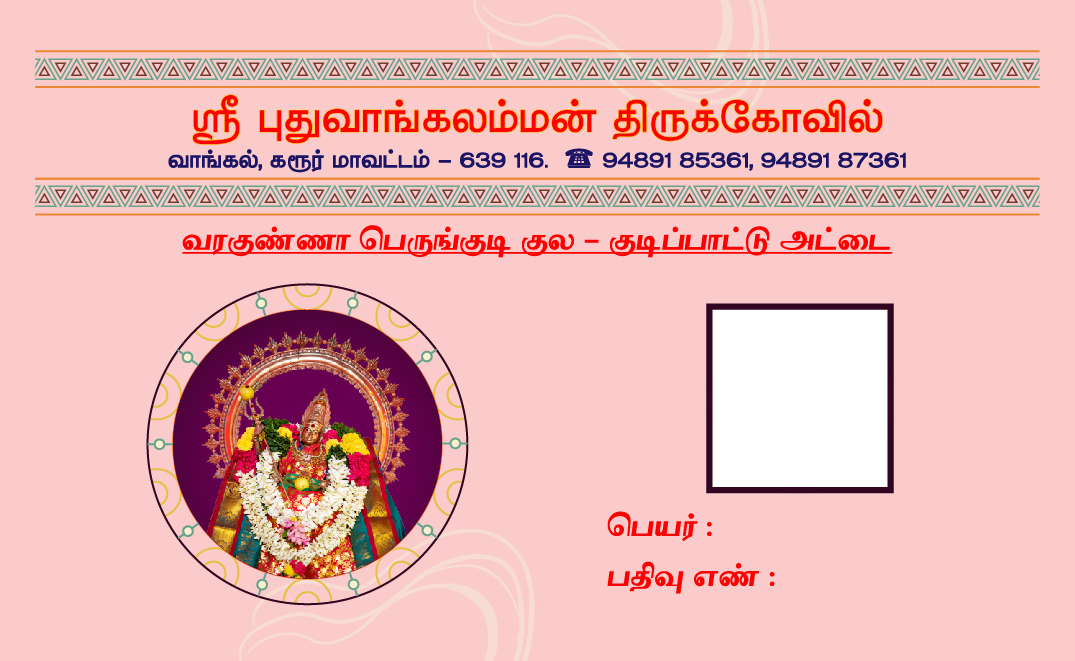 ஸ்ரீ புதுவாங்கலம்மன் திருக்கோவில்
வாங்கல், கரூர் மாவட்டம் – 639 116. ☎ 94891 85361, 94891 87361
வரகுண்ணா பெருங்குடி குல – குடிப்பாட்டு அட்டை
பெயர் :
பதிவு எண் :